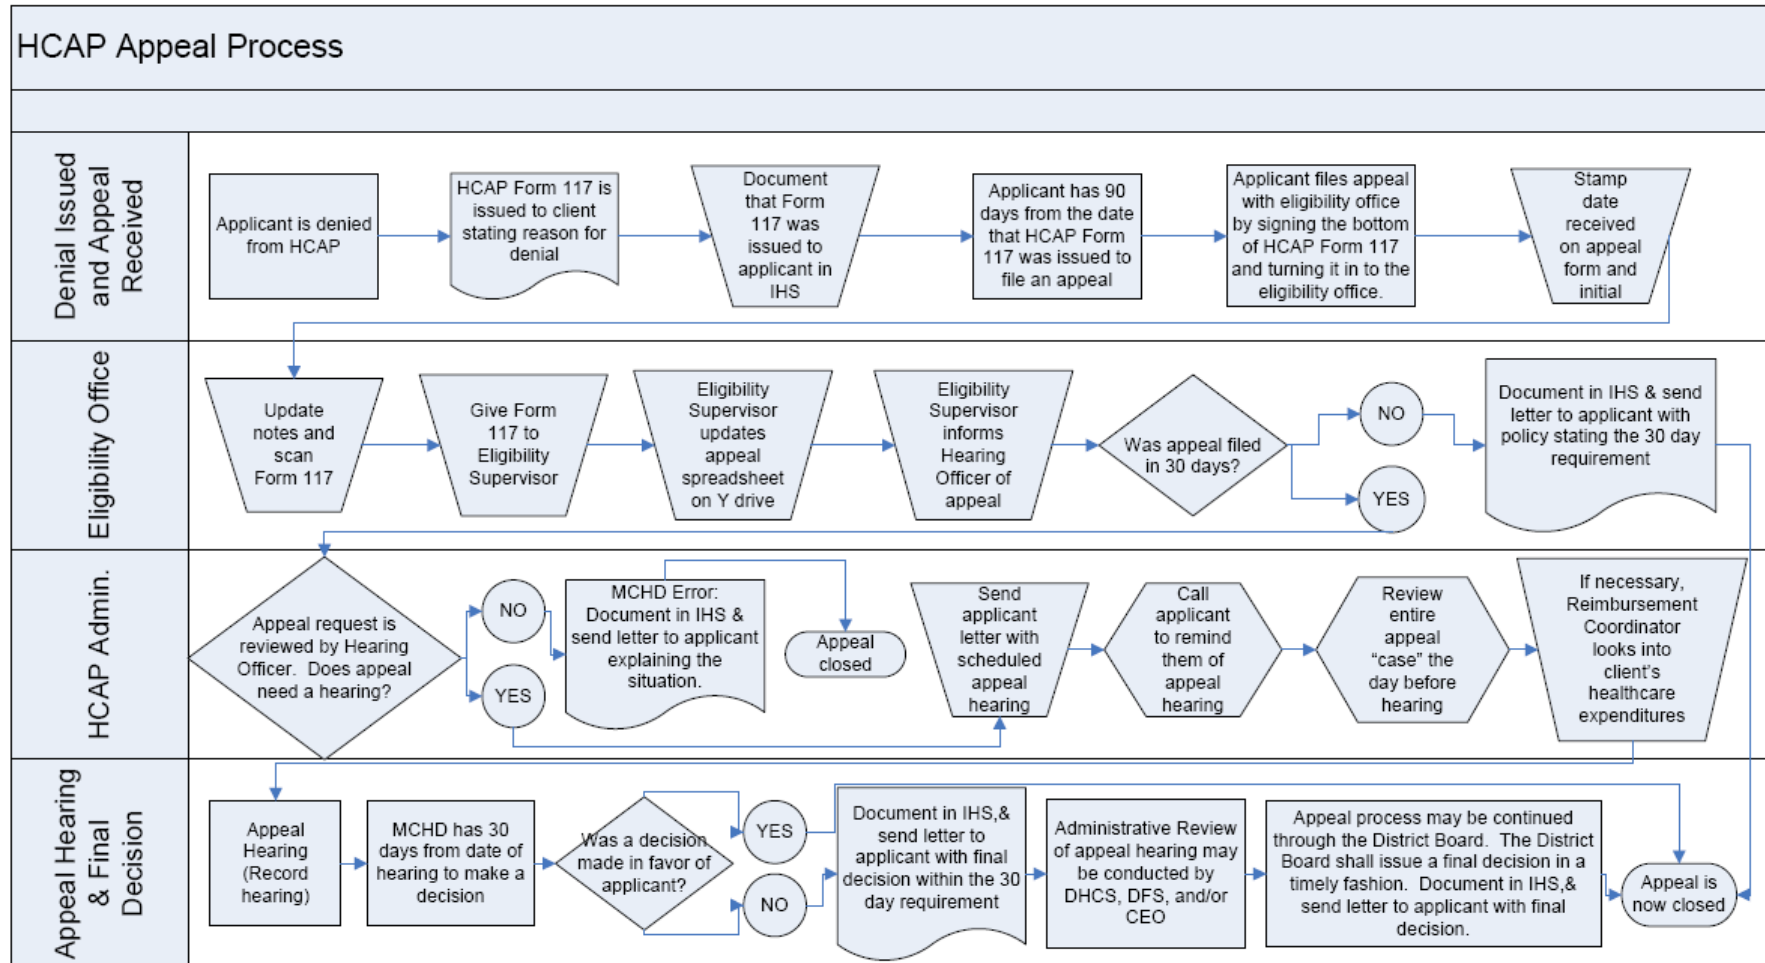 HCAP Appeal Process
Denial Issued
and Appeal
Received
Applicant is denied
from HCAP
HCAP Form 117 is
issued to client
stating reason for
denial
Document
that Form
117 was
issued to
applicant in
IHS
Applicant has 90
days from the date
that HCAP Form
117 was issued to
file an appeal
Applicant files appeal
with eligibility office
by signing the bottom
of HCAP Form 117
and turning it in to the
eligibility office.
Stamp
date
received
on appeal
form and
initial
Eligibility Office
Update
notes and
scan
Form 117
Give Form
117 to
Eligibility
Supervisor
Eligibility
Supervisor
updates
appeal
spreadsheet
on Y drive
Eligibility
Supervisor
informs
Hearing
Officer of
appeal
Was appeal filed
in 30 days?
NO
YES
Document in IHS & send
letter to applicant with
policy stating the 30 day
requirement
HCAP Admin.
Appeal request is
reviewed by Hearing
Officer. Does appeal
need a hearing?
NO
YES
MCHD Error:
Document in IHS &
send letter to applicant
explaining the
situation.
Appeal
closed
Send
applicant
letter with
scheduled
appeal
hearing
Call
applicant
to remind
them of
appeal
hearing
Review
entire
appeal
“case” the
day before
hearing
If necessary,
Reimbursement
Coordinator
looks into
client’s
healthcare
expenditures
Appeal Hearing
& Final
Decision
Appeal
Hearing
(Record
hearing)
MCHD has 30
days from date of
hearing to make a
decision
Was a decision
made in favor of
applicant?
YES
NO
Document in IHS,&
send letter to
applicant with final
decision within the 30
day requirement
Administrative Review
of appeal hearing may
be conducted by
DHCS, DFS, and/or
CEO
Appeal process may be continued
through the District Board. The District
Board shall issue a final decision in a
timely fashion. Document in IHS,&
send letter to applicant with final
decision.
Appeal is
now closed